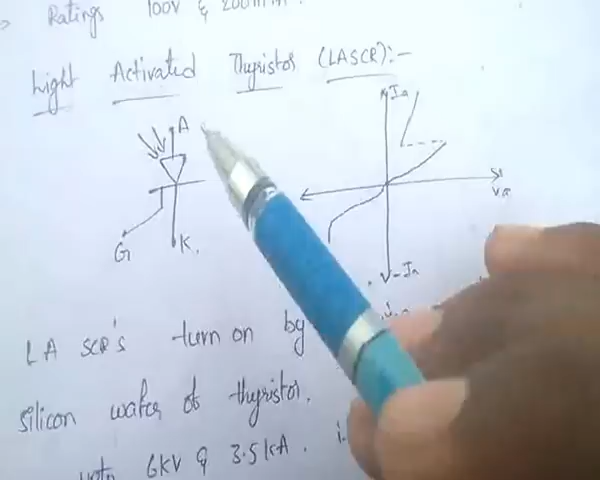 Ratings 100V &
Light Activated Thyristor (LASCR):-
A
G
K.
Ia
Va
-Ia
LA SCR's turn on by
silicon wafer of thyristor.
upto 6KV & 3.5KA.